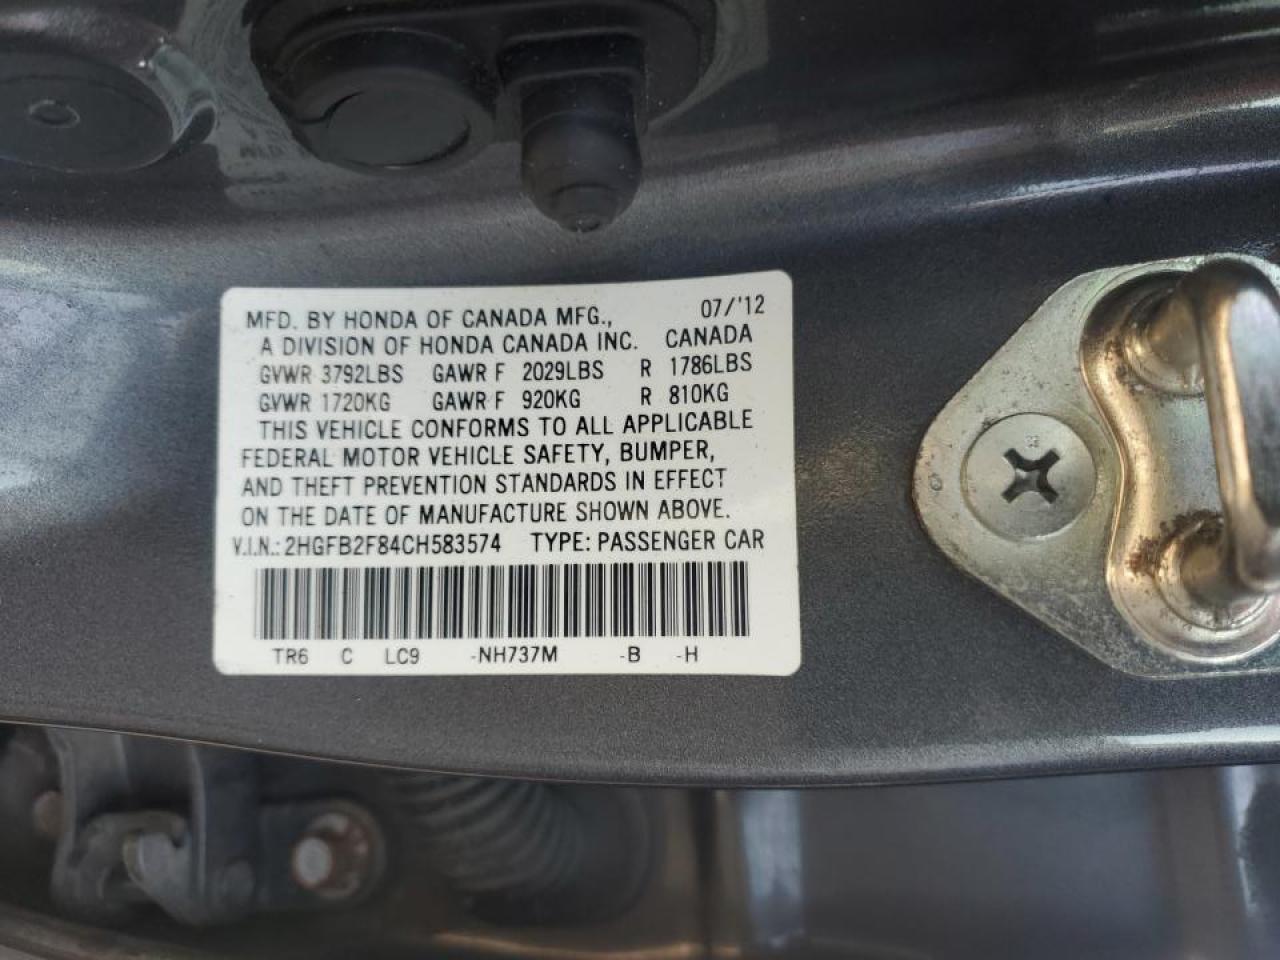 MFD. BY HONDA OF CANADA MFG., 07/'12
A DIVISION OF HONDA CANADA INC. CANADA
GVWR 3792LBS GAWR F 2029LBS R 1786LBS
GVWR 1720KG GAWR F 920KG R 810KG
THIS VEHICLE CONFORMS TO ALL APPLICABLE
FEDERAL MOTOR VEHICLE SAFETY, BUMPER,
AND THEFT PREVENTION STANDARDS IN EFFECT
ON THE DATE OF MANUFACTURE SHOWN ABOVE.
V.I.N.: 2HGFB2F84CH583574 TYPE: PASSENGER CAR
TR6 C LC9 -NH737M -B -H